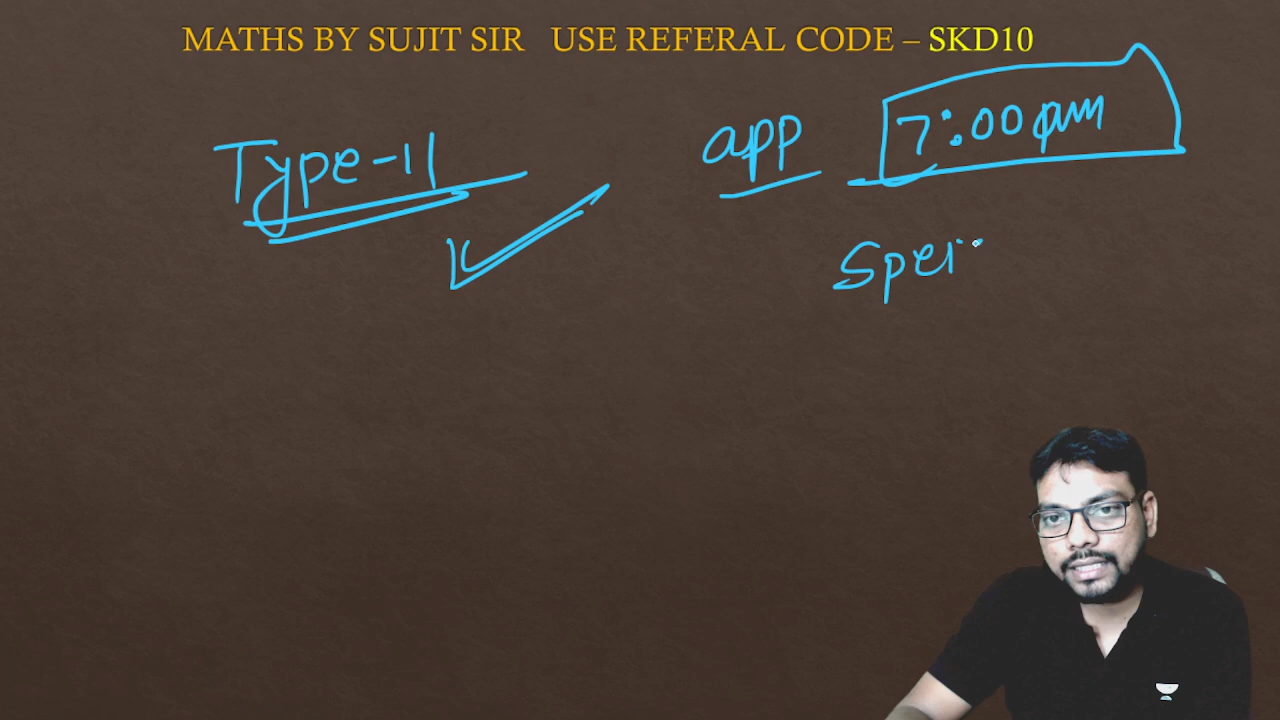 MATHS BY SUJIT SIR USE REFERAL CODE – SKD10
Type-11 app 7:00 pm